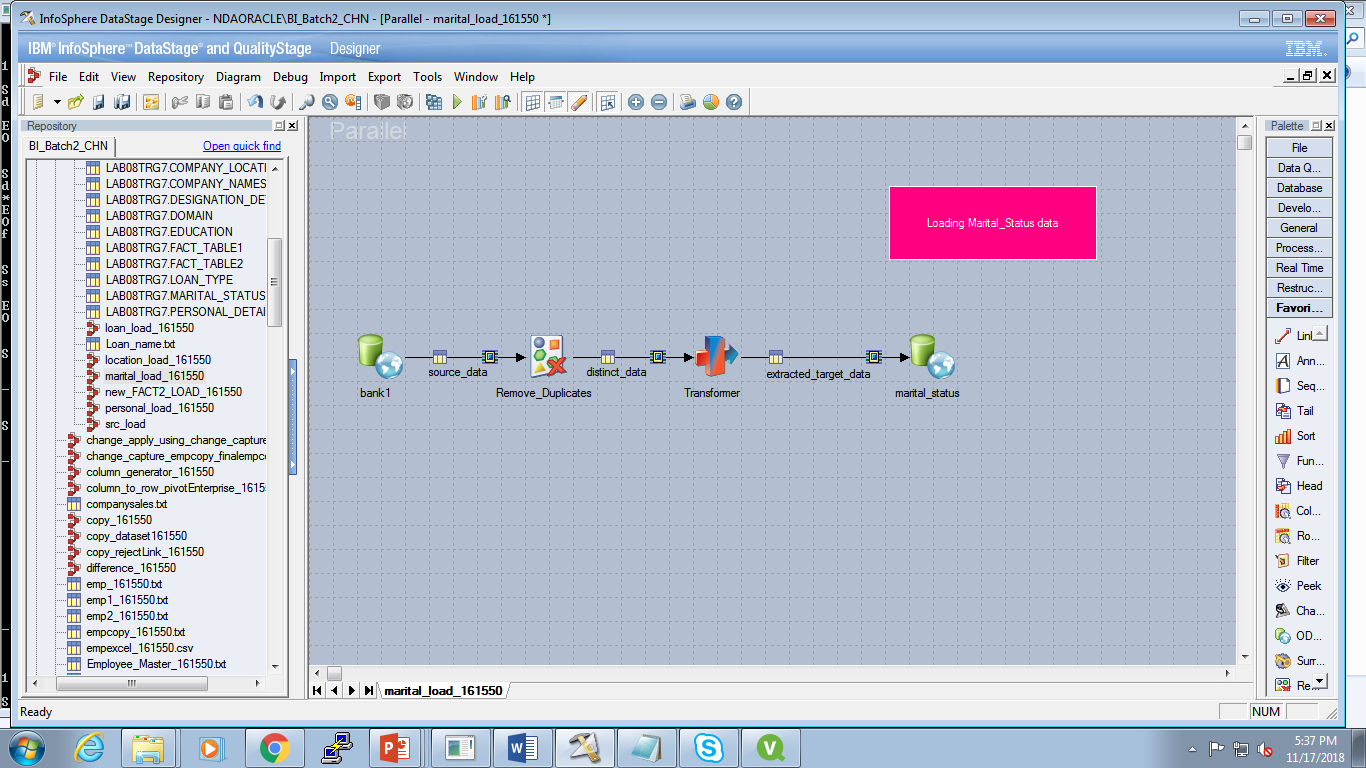 InfoSphere DataStage Designer - NDAORACLE\BI_Batch2_CHN - [Parallel - marital_load_161550 *]
IBM® InfoSphere™ DataStage® and QualityStage Designer
IBM.
File Edit View Repository Diagram Debug Import Export Tools Window Help
Repository
BI_Batch2_CHN
Open quick find
LAB08TRG7.COMPANY_LOCATI
LAB08TRG7.COMPANY_NAMES
LAB08TRG7.DESIGNATION_DE
LAB08TRG7.DOMAIN
LAB08TRG7.EDUCATION
LAB08TRG7.FACT_TABLE1
LAB08TRG7.FACT_TABLE2
LAB08TRG7.LOAN_TYPE
LAB08TRG7.MARITAL_STATUS
LAB08TRG7.PERSONAL_DETAI
loan_load_161550
Loan_name.txt
location_load_161550
marital_load_161550
new_FACT2_LOAD_161550
personal_load_161550
src_load
change_apply_using_change_capture
change_capture_empcopy_finalempc
column_generator_161550
column_to_row_pivotEnterprise_1615
companysales.txt
copy_161550
copy_dataset161550
copy_rejectLink_161550
difference_161550
emp_161550.txt
emp1_161550.txt
emp2_161550.txt
empcopy_161550.txt
empexcel_161550.csv
Employee_Master_161550.txt
Parallel
Loading Marital_Status data
source_data
distinct_data
extracted_target_data
bank1
Remove_Duplicates
Transformer
marital_status
marital_load_161550
Palette
File
Data Q...
Database
Develo...
General
Process...
Real Time
Restruc...
Favori...
Lin
Ann...
Seq...
Tail
Sort
Fun...
Head
Col...
Ro...
Filter
Peek
Cha...
OD...
Surr...
Re...
Ready
NUM
5:37 PM
11/17/2018